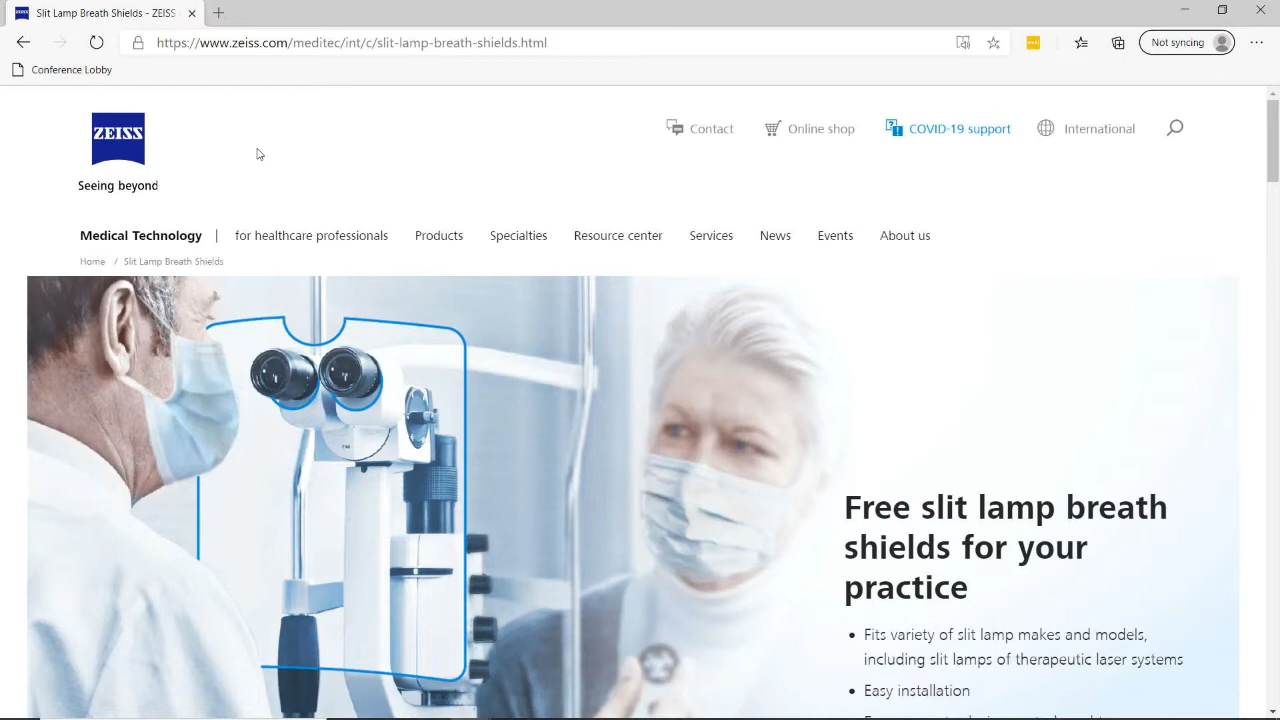 Slit Lamp Breath Shields - ZEISS
https://www.zeiss.com/meditec/int/c/slit-lamp-breath-shields.html
Not syncing
Conference Lobby
ZEISS
Seeing beyond
Contact
Online shop
COVID-19 support
International
Medical Technology | for healthcare professionals Products Specialties Resource center Services News Events About us
Home / Slit Lamp Breath Shields
Free slit lamp breath
shields for your
practice
• Fits variety of slit lamp makes and models,
including slit lamps of therapeutic laser systems
• Easy installation